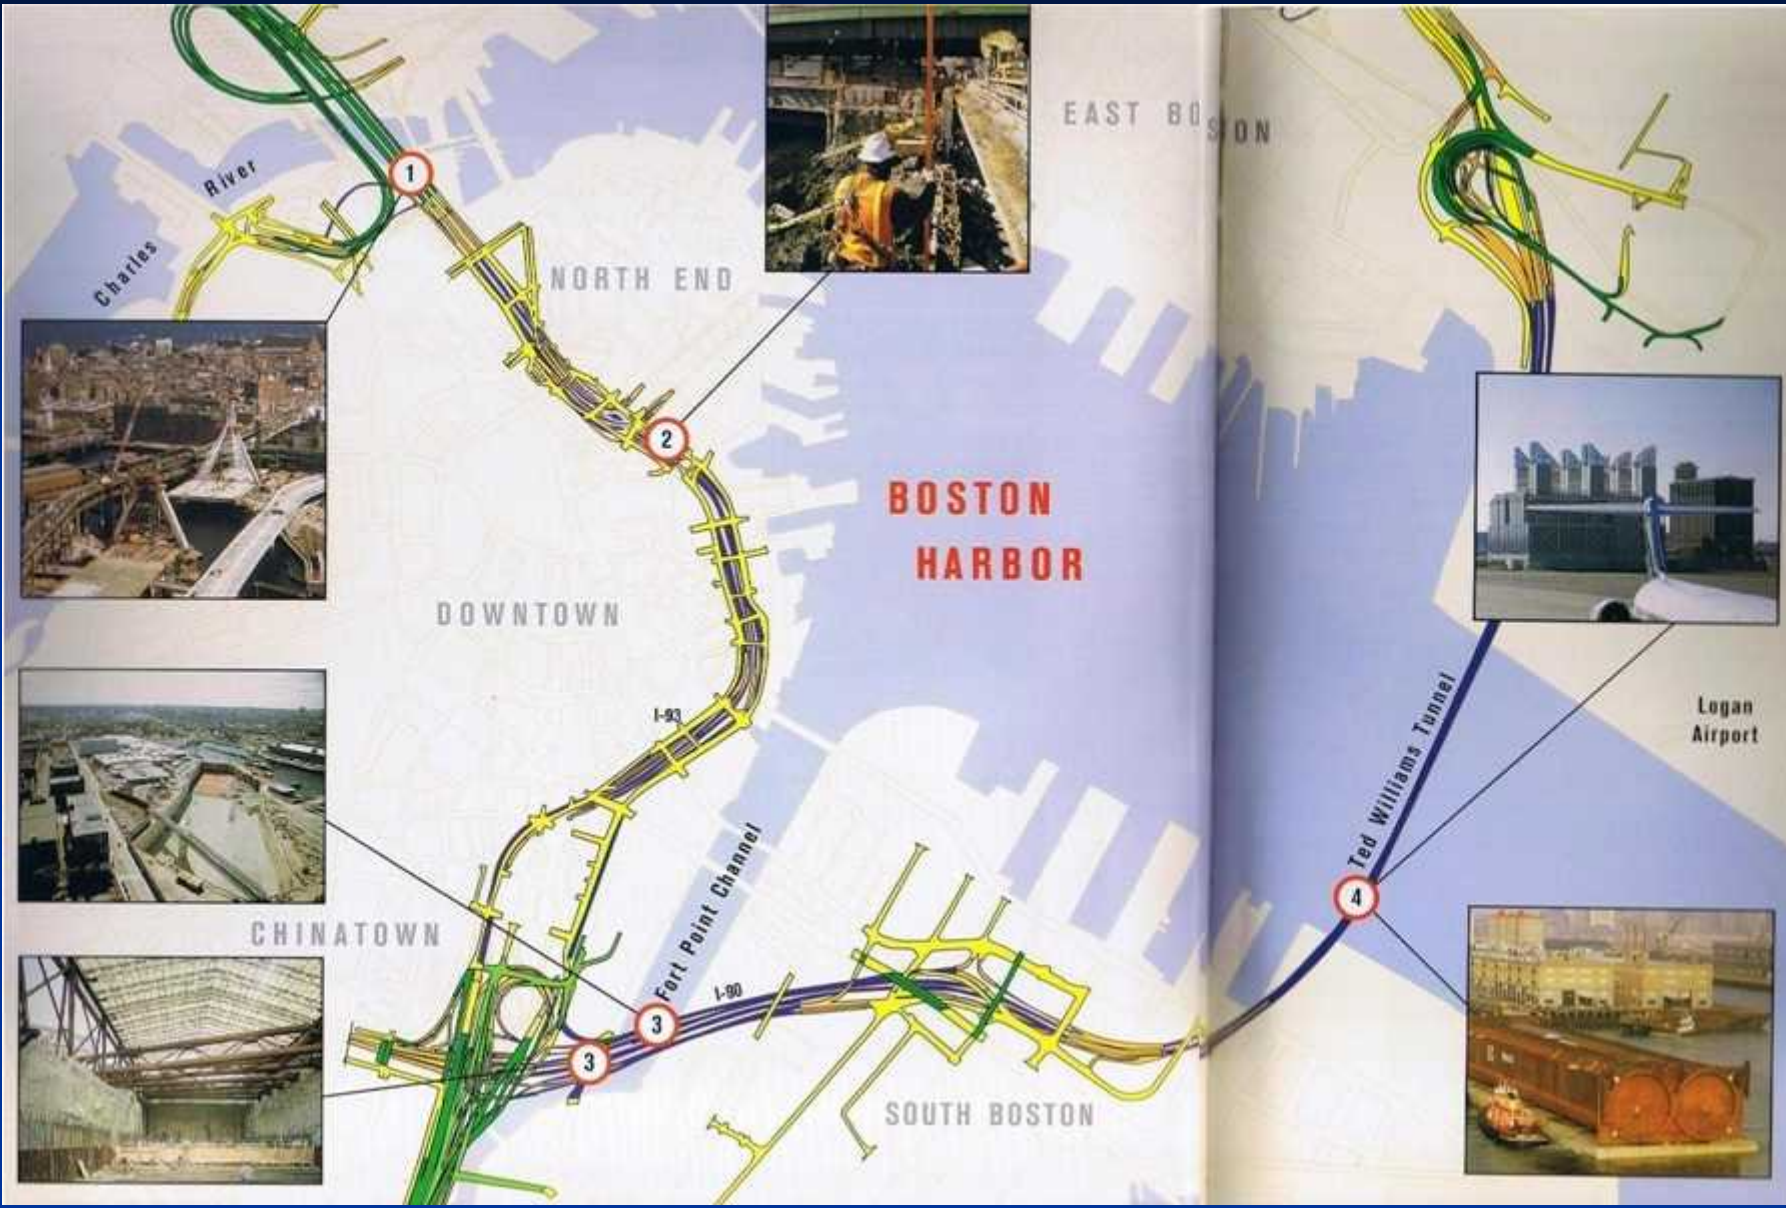 EAST BOSTON
1
River
Charles
NORTH END
2
BOSTON
HARBOR
DOWNTOWN
I-93
Ted Williams Tunnel
Logan
Airport
Fort Point Channel
4
CHINATOWN
I-90
3
3
SOUTH BOSTON